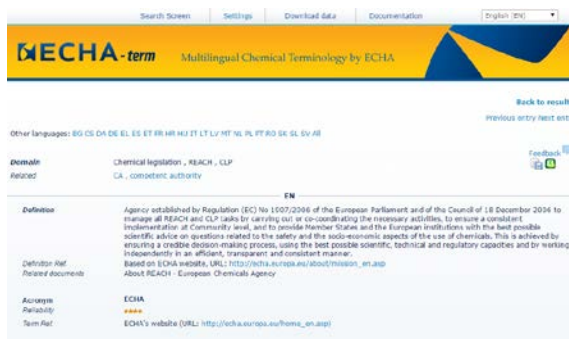 Search Screen Settings Download data Documentation English (EN)
ECHA-term Multilingual Chemical Terminology by ECHA
Back to result
Previous entry Next ent
Other languages: BG CS DA DE EL ES ET FR HR HU IT LT LV MT NL PL PT RO SK SL SV All
Feedback
Domain Chemical legislation , REACH , CLP
Related CA , competent authority
EN
Definition Agency established by Regulation (EC) No 1907/2006 of the European Parliament and of the Council of 18 December 2006 to
manage all REACH and CLP tasks by carrying out or co-ordinating the necessary activities, to ensure a consistent
implementation at Community level, and to provide Member States and the European institutions with the best possible
scientific advice on questions related to the safety and the socio-economic aspects of the use of chemicals. This is achieved by
ensuring a credible decision-making process, using the best possible scientific, technical and regulatory capacities and by working
independently in an efficient, transparent and consistent manner.
Definition Ref. Based on ECHA website, URL: http://echa.europa.eu/about/mission_en.asp
Related documents About REACH - European Chemicals Agency
Acronym ECHA
Reliability
Term Ref. ECHA's website (URL: http://echa.europa.eu/home_en.asp)